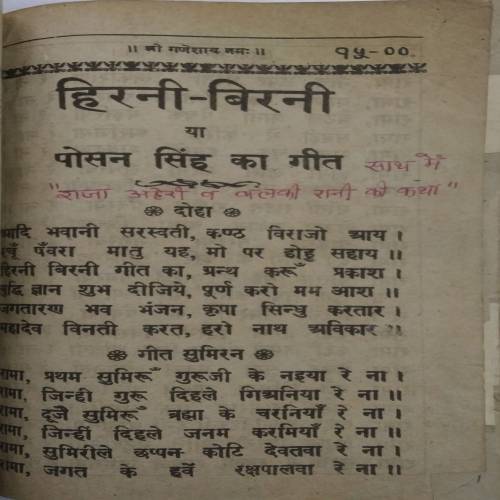 ॥ श्री गणेसाय नमः ॥ १५-००
हिरनी-बिरनी
या
पोसन सिंह का गीत साथ में
"राजा अहेरी व वालकी रानी की कथा"
दोहा
आदि भवानी सरस्वती, कण्ठ विराजो आय ।
पँवरा मातु यह, मो पर होहु सहाय ॥
हिरनी बिरनी गीत का, ग्रन्थ करूँ प्रकाश ।
बुद्धि ज्ञान शुभ दीजिये, पूर्ण करो मम आशा ॥
जगतारण भव भंजन, कृपा सिन्धु करतार ।
महादेव विनती करत, हरो नाथ अविकार ॥
गीत सुमिरन
रामा, प्रथम सुमिरूँ गुरूजी के नइया रे ना ।
रामा, जिन्ही गुरू दिहले गिअनिया रे ना ॥
रामा, दूजै सुमिरूँ ब्रह्मा के चरनियाँ रे ना ।
रामा, जिन्हीं दिहले जनम करमियाँ रे ना ॥
रामा, सुमिरीले छप्पन कोटि देवतवा रे ना ।
रामा, जगत के हवें रक्षपालवा रे ना ॥